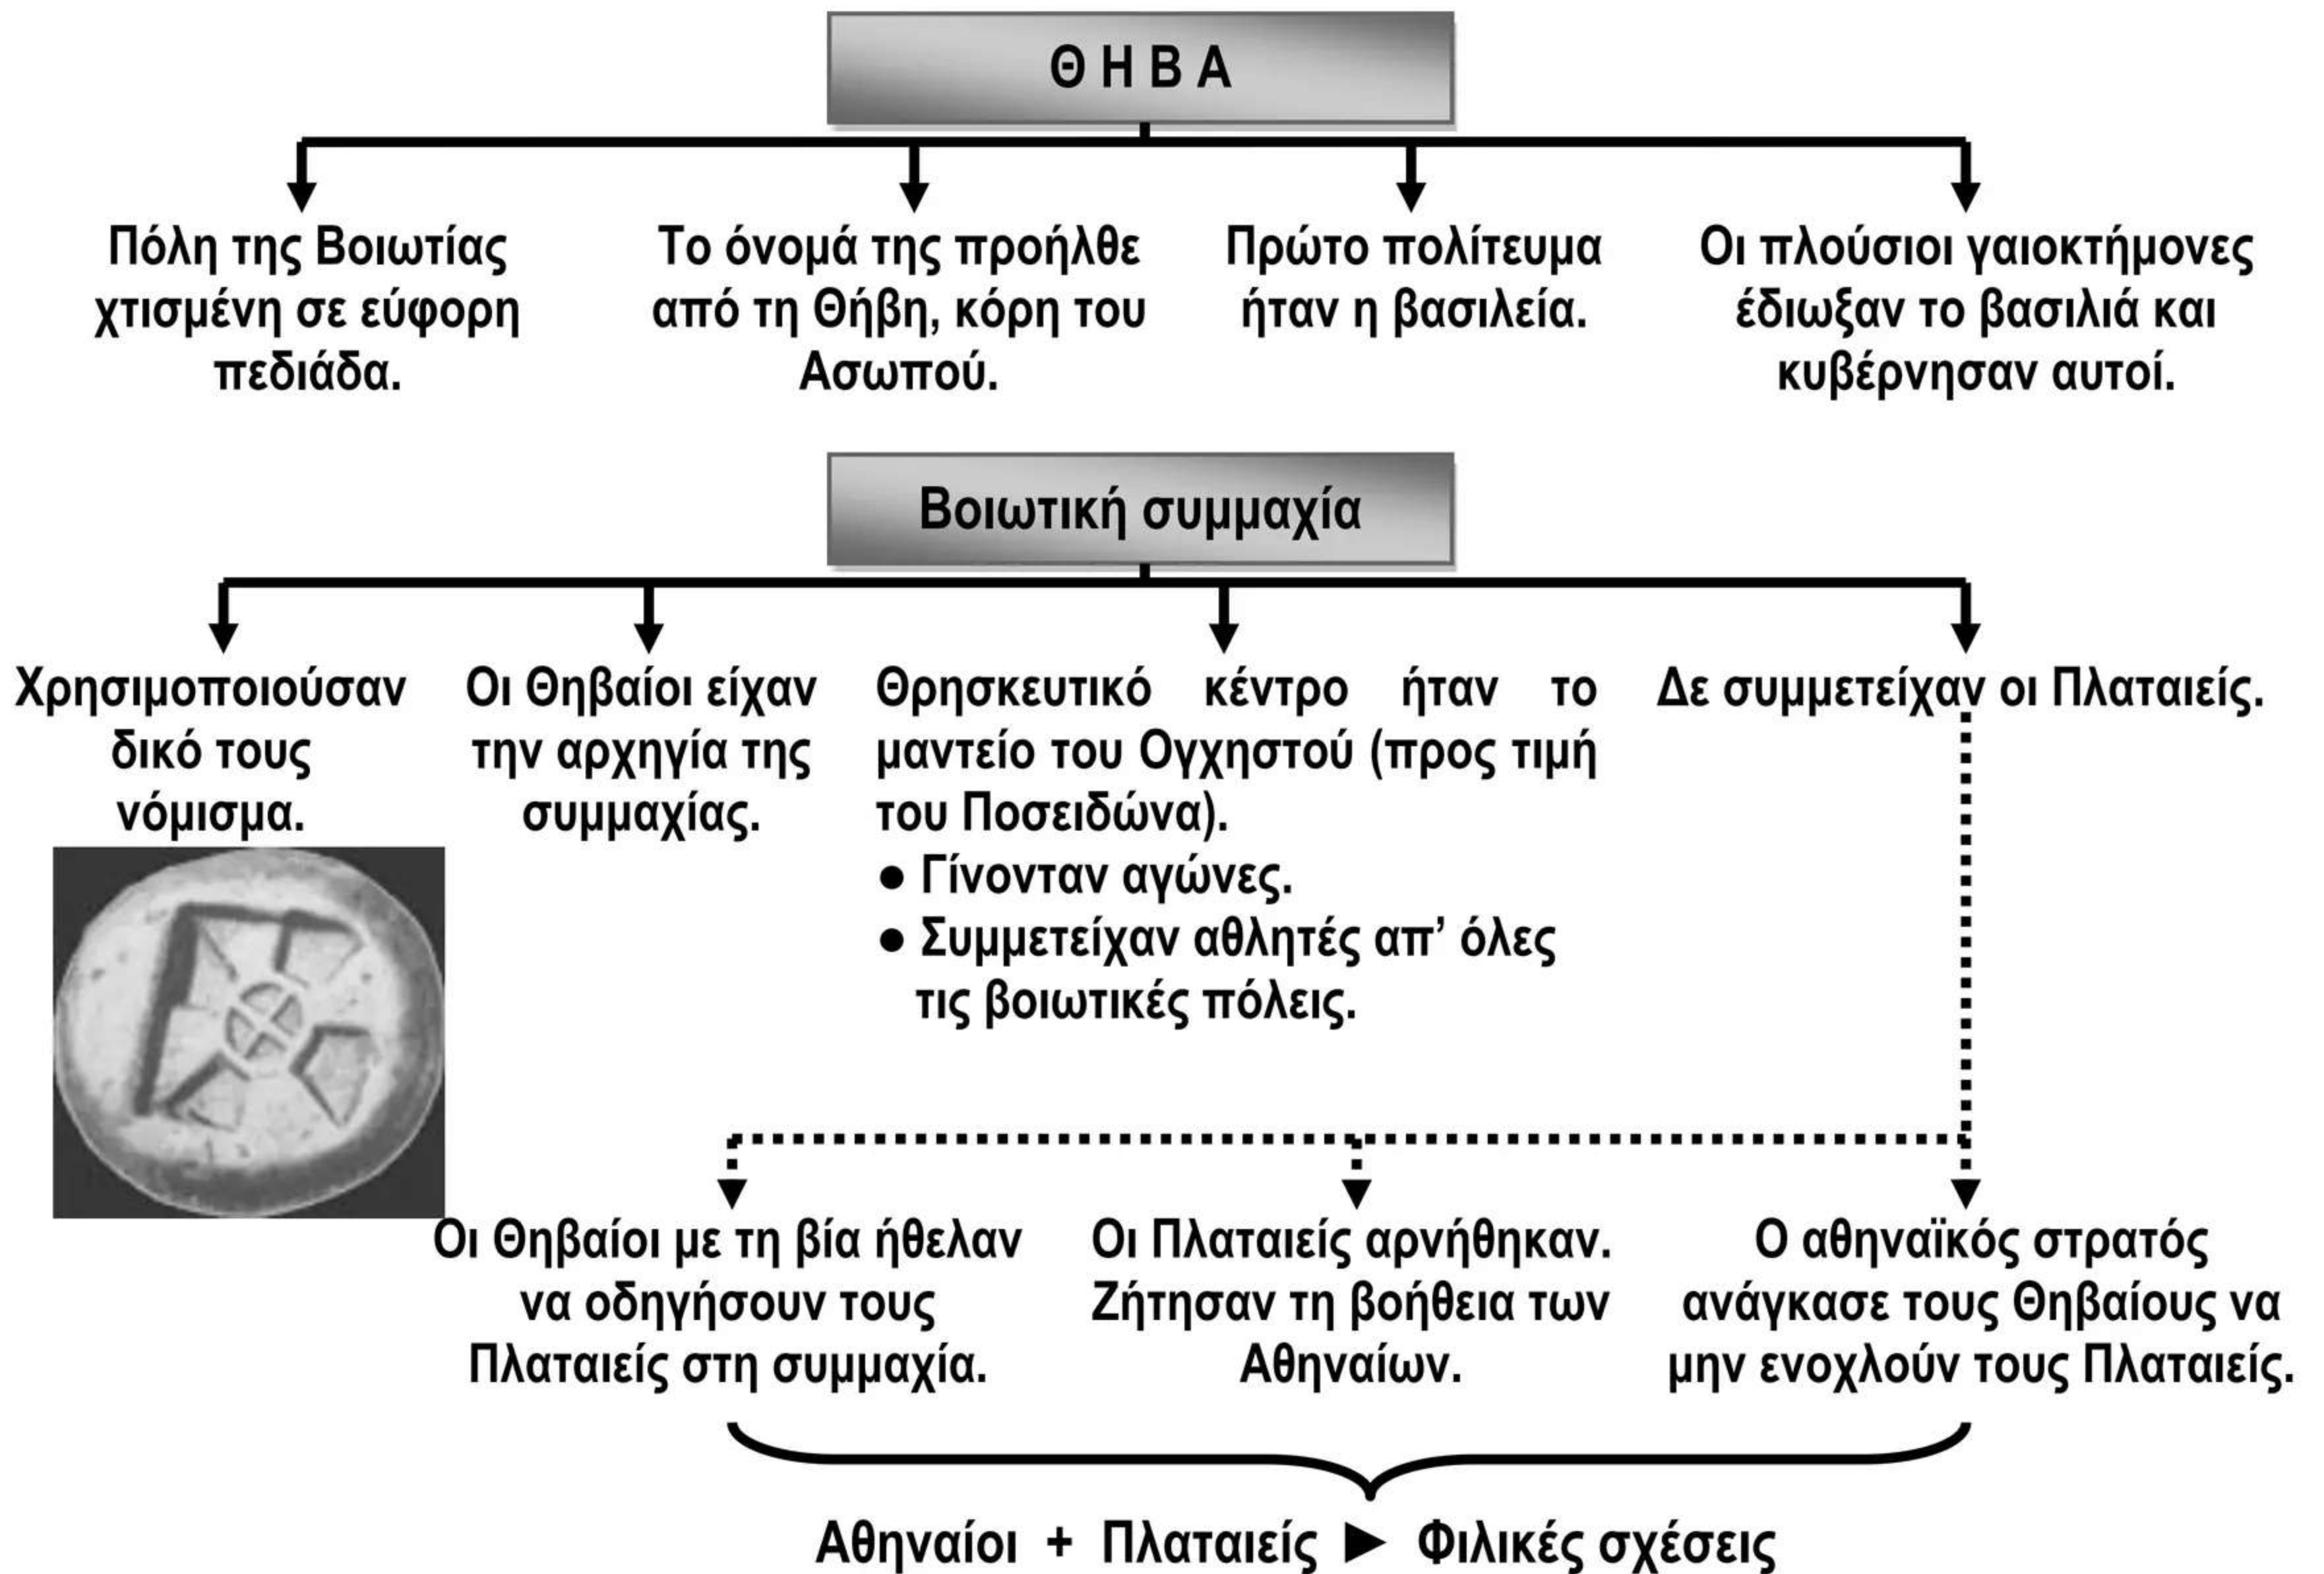 Θ Η Β Α
Πόλη της Βοιωτίας
χτισμένη σε εύφορη
πεδιάδα.
Το όνομά της προήλθε
από τη Θήβη, κόρη του
Ασωπού.
Πρώτο πολίτευμα
ήταν η βασιλεία.
Οι πλούσιοι γαιοκτήμονες
έδιωξαν το βασιλιά και
κυβέρνησαν αυτοί.
Βοιωτική συμμαχία
Χρησιμοποιούσαν
δικό τους
νόμισμα.
Οι Θηβαίοι είχαν
την αρχηγία της
συμμαχίας.
Θρησκευτικό κέντρο ήταν το
μαντείο του Ογχηστού (προς τιμή
του Ποσειδώνα).
● Γίνονταν αγώνες.
● Συμμετείχαν αθλητές απ’ όλες
τις βοιωτικές πόλεις.
Δε συμμετείχαν οι Πλαταιείς.
Οι Θηβαίοι με τη βία ήθελαν
να οδηγήσουν τους
Πλαταιείς στη συμμαχία.
Οι Πλαταιείς αρνήθηκαν.
Ζήτησαν τη βοήθεια των
Αθηναίων.
Ο αθηναϊκός στρατός
ανάγκασε τους Θηβαίους να
μην ενοχλούν τους Πλαταιείς.
Αθηναίοι + Πλαταιείς ► Φιλικές σχέσεις